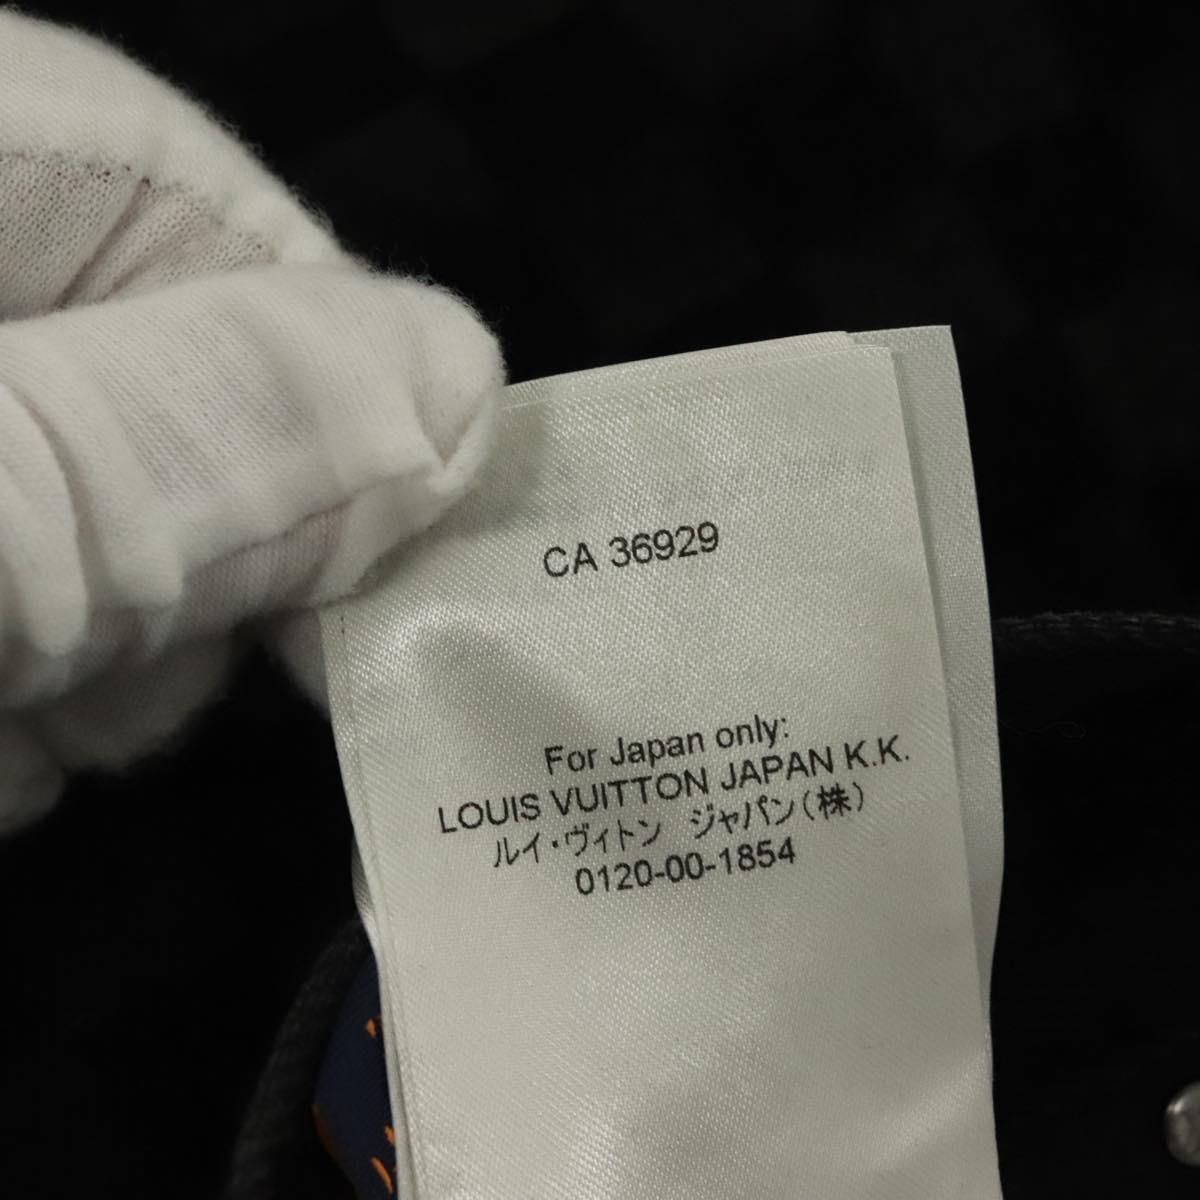 CA 36929
For Japan only:
LOUIS VUITTON JAPAN K.K.
ルイ・ヴィトン ジャパン(株)
0120-00-1854